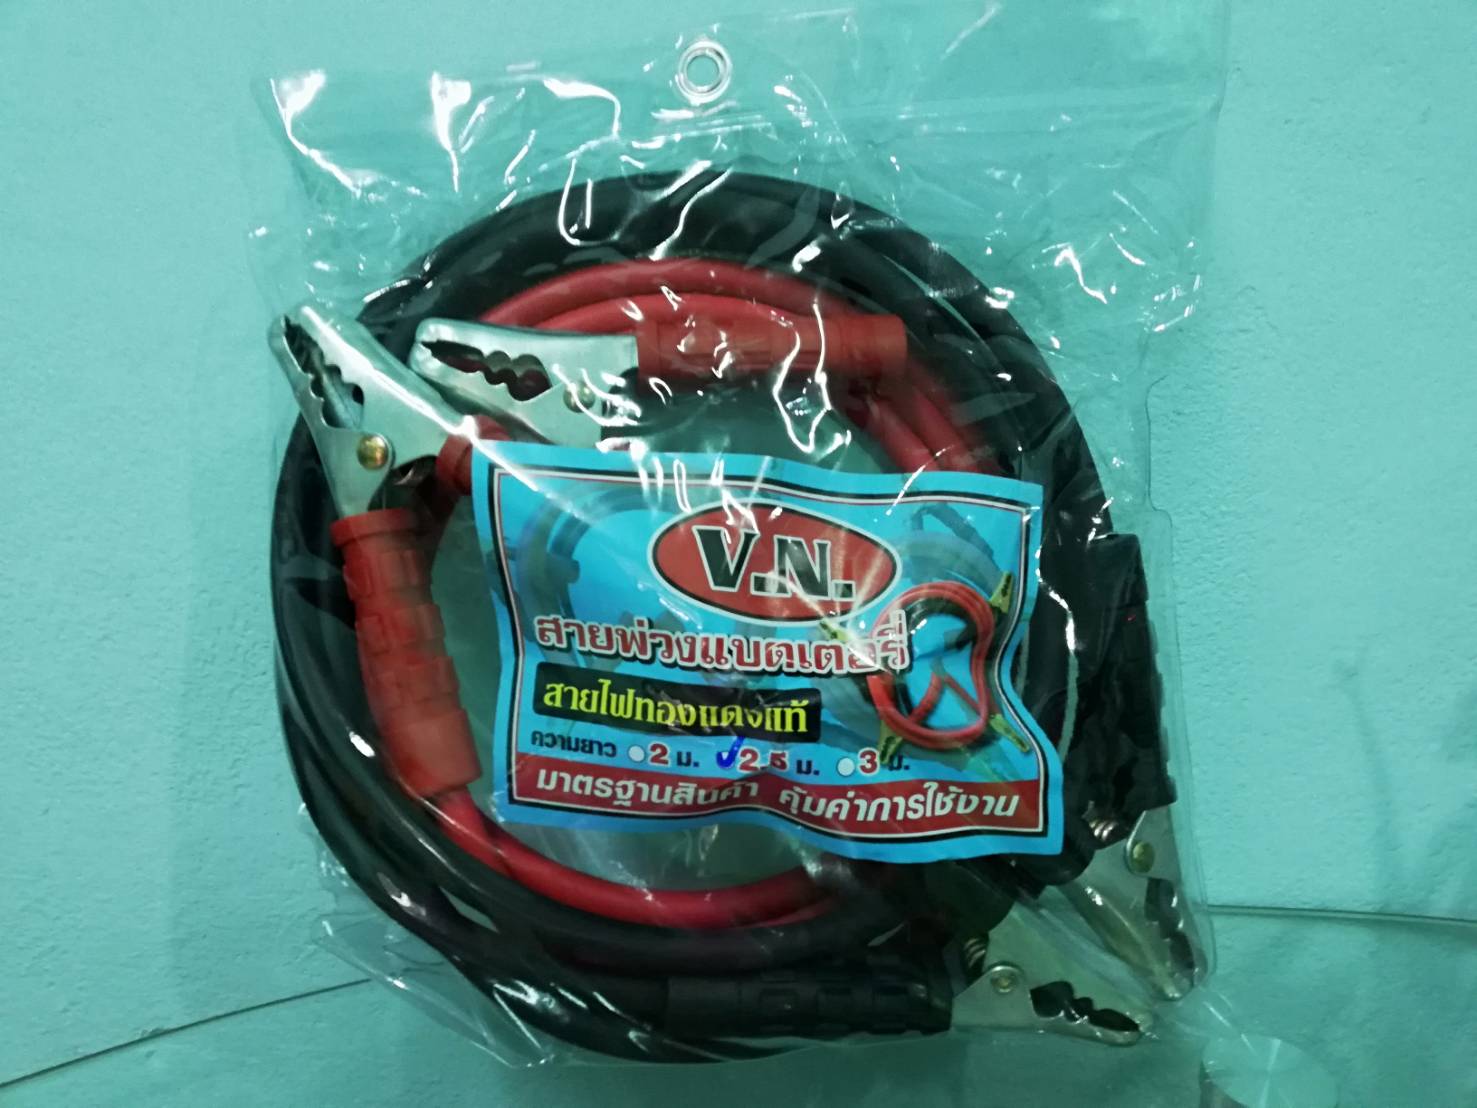 V.N.
สายพ่วงแบตเตอรี่
สายไฟทองแดงแท้
ความยาว 2 ม. 2.5 ม. 3 ม.
มาตรฐานสินค้า คุ้มค่าการใช้งาน